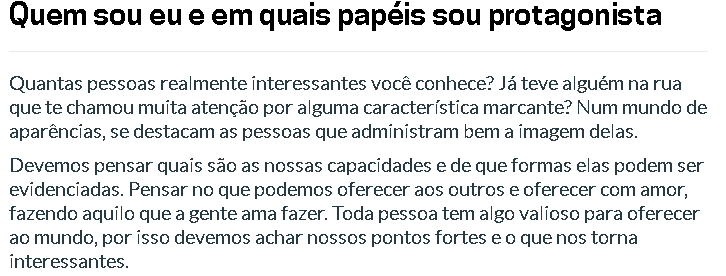 Quem sou eu e em quais papéis sou protagonista
Quantas pessoas realmente interessantes você conhece? Já teve alguém na rua
que te chamou muita atenção por alguma característica marcante? Num mundo de
aparências, se destacam as pessoas que administram bem a imagem delas.
Devemos pensar quais são as nossas capacidades e de que formas elas podem ser
evidenciadas. Pensar no que podemos oferecer aos outros e oferecer com amor,
fazendo aquilo que a gente ama fazer. Toda pessoa tem algo valioso para oferecer
ao mundo, por isso devemos achar nossos pontos fortes e o que nos torna
interessantes.